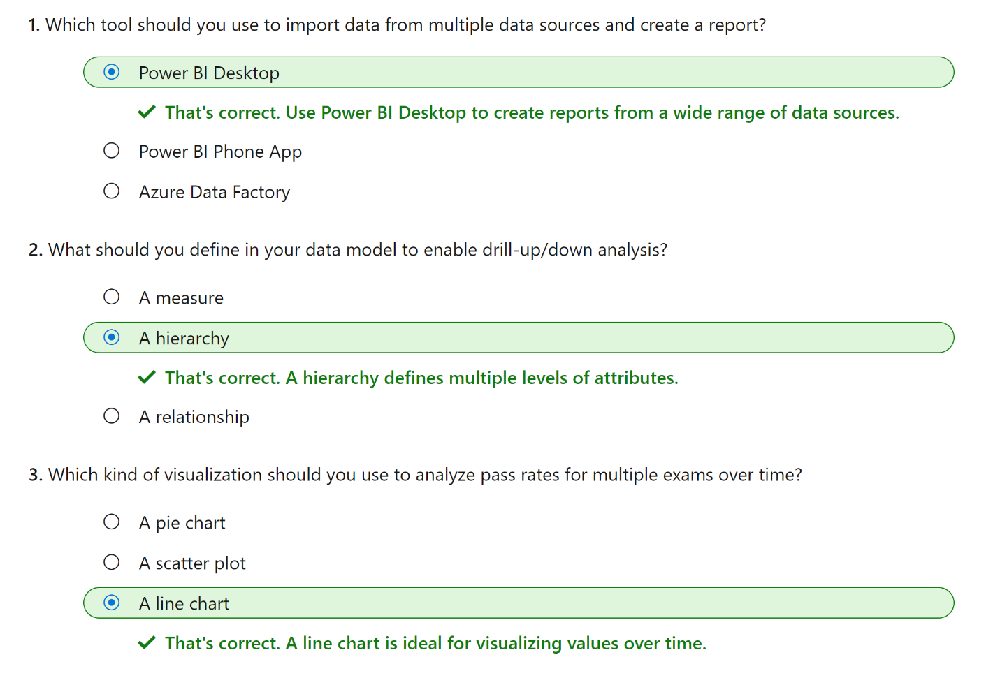 1. Which tool should you use to import data from multiple data sources and create a report?
Power BI Desktop
That's correct. Use Power BI Desktop to create reports from a wide range of data sources.
Power BI Phone App
Azure Data Factory
2. What should you define in your data model to enable drill-up/down analysis?
A measure
A hierarchy
That's correct. A hierarchy defines multiple levels of attributes.
A relationship
3. Which kind of visualization should you use to analyze pass rates for multiple exams over time?
A pie chart
A scatter plot
A line chart
That's correct. A line chart is ideal for visualizing values over time.